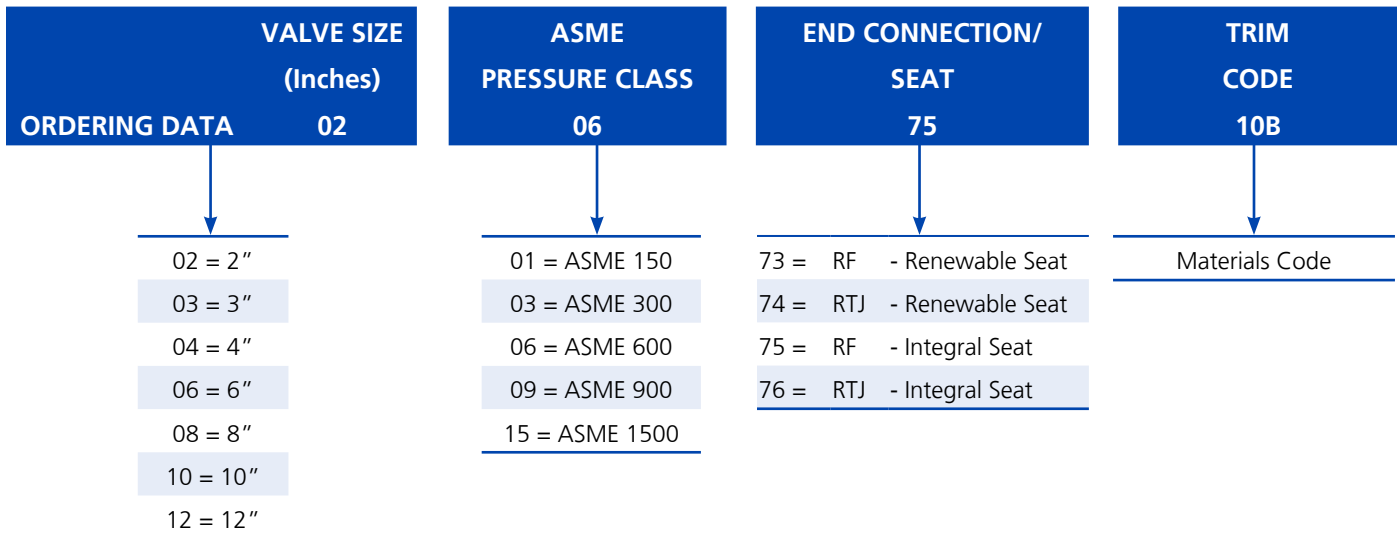 VALVE SIZE
(Inches)
ORDERING DATA 02
ASME
PRESSURE CLASS
06
END CONNECTION/
SEAT
75
TRIM
CODE
10B
02 = 2”
03 = 3”
04 = 4”
06 = 6”
08 = 8”
10 = 10”
12 = 12”
01 = ASME 150
03 = ASME 300
06 = ASME 600
09 = ASME 900
15 = ASME 1500
73 = RF - Renewable Seat
74 = RTJ - Renewable Seat
75 = RF - Integral Seat
76 = RTJ - Integral Seat
Materials Code